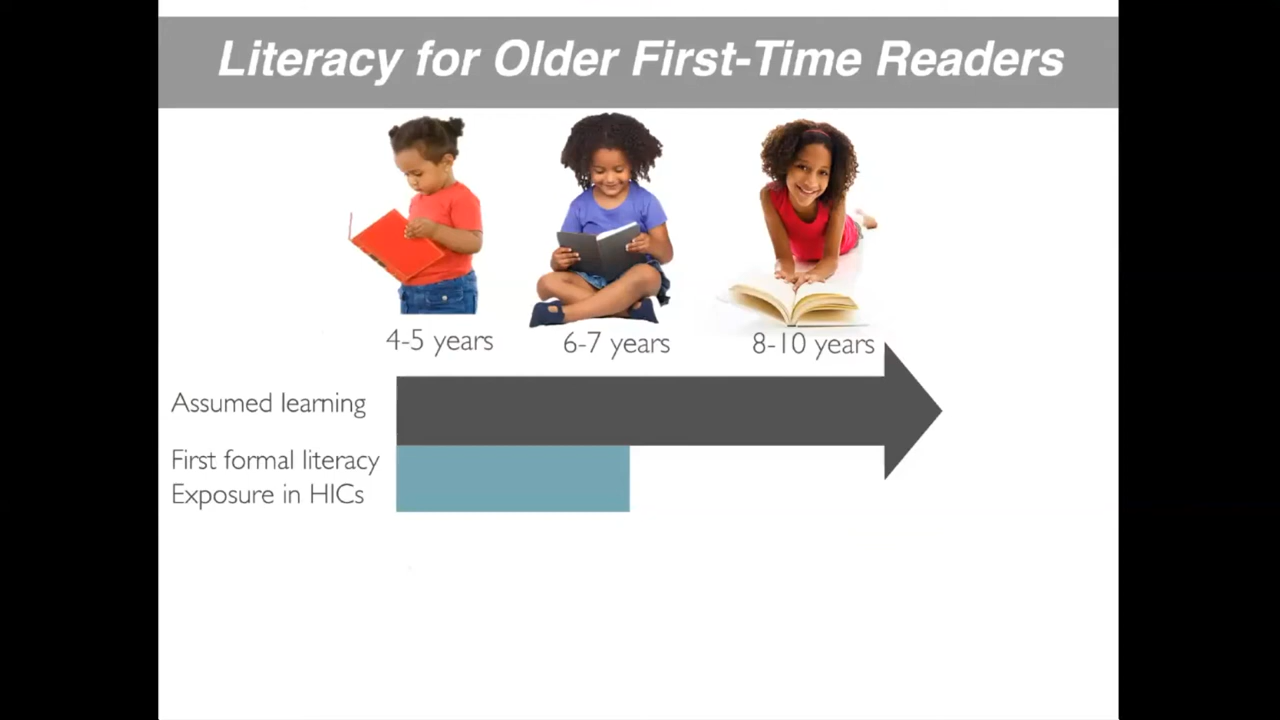 Literacy for Older First-Time Readers
4-5 years
6-7 years
8-10 years
Assumed learning
First formal literacy
Exposure in HICs